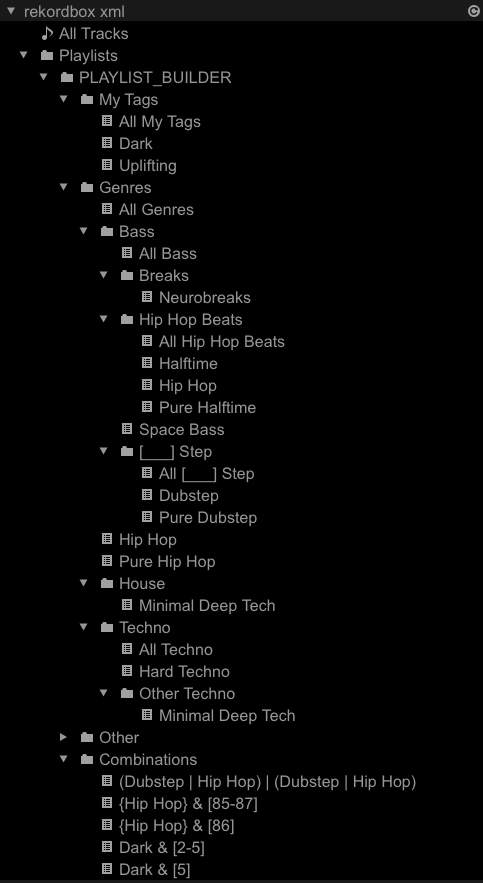 rekordbox xml
All Tracks
Playlists
PLAYLIST_BUILDER
My Tags
All My Tags
Dark
Uplifting
Genres
All Genres
Bass
All Bass
Breaks
Neurobreaks
Hip Hop Beats
All Hip Hop Beats
Halftime
Hip Hop
Pure Halftime
Space Bass
[___] Step
All [___] Step
Dubstep
Pure Dubstep
Hip Hop
Pure Hip Hop
House
Minimal Deep Tech
Techno
All Techno
Hard Techno
Other Techno
Minimal Deep Tech
Other
Combinations
(Dubstep | Hip Hop) | (Dubstep | Hip Hop)
{Hip Hop} & [85-87]
{Hip Hop} & [86]
Dark & [2-5]
Dark & [5]